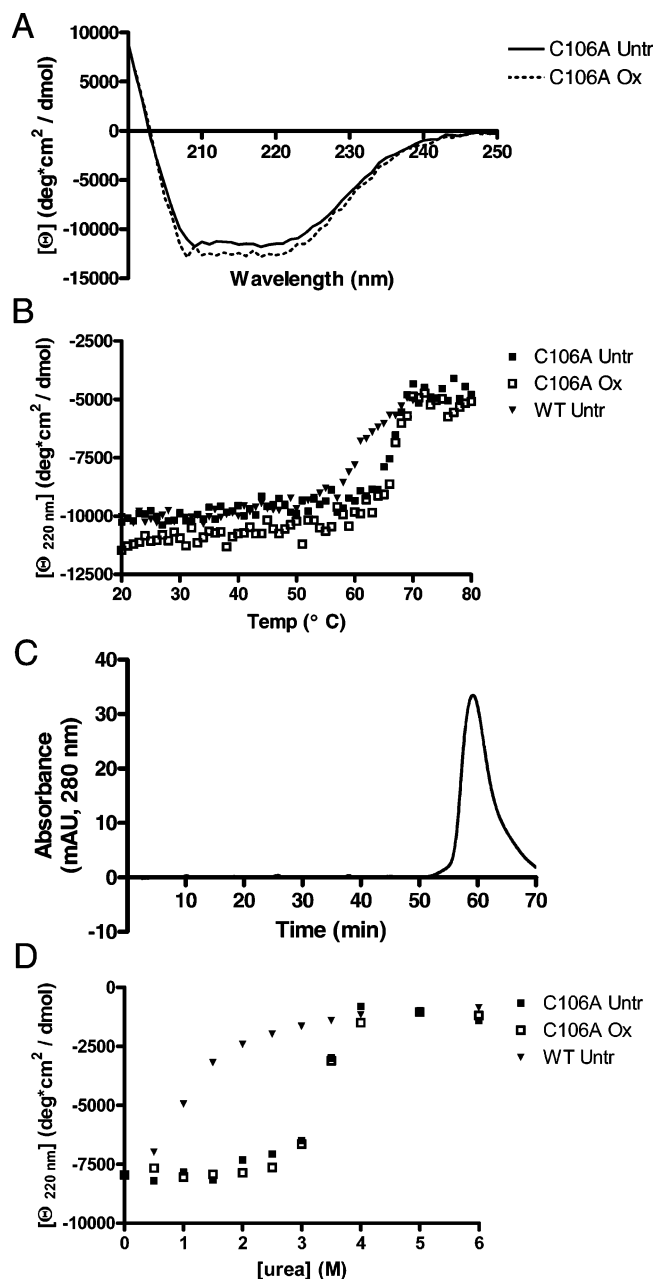 A
10000
5000
0
-5000
-10000
-15000
[Θ] (deg*cm² / dmol)
210 220 230 240 250
Wavelength (nm)
C106A Untr
C106A Ox
B
-2500
-5000
-7500
-10000
-12500
[Θ 220 nm] (deg*cm² / dmol)
20 30 40 50 60 70 80
Temp (° C)
C106A Untr
C106A Ox
WT Untr
C
40
30
20
10
0
-10
Absorbance
(mAU, 280 nm)
10 20 30 40 50 60 70
Time (min)
D
0
-2500
-5000
-7500
-10000
[Θ 220 nm] (deg*cm² / dmol)
0 1 2 3 4 5 6
[urea] (M)
C106A Untr
C106A Ox
WT Untr